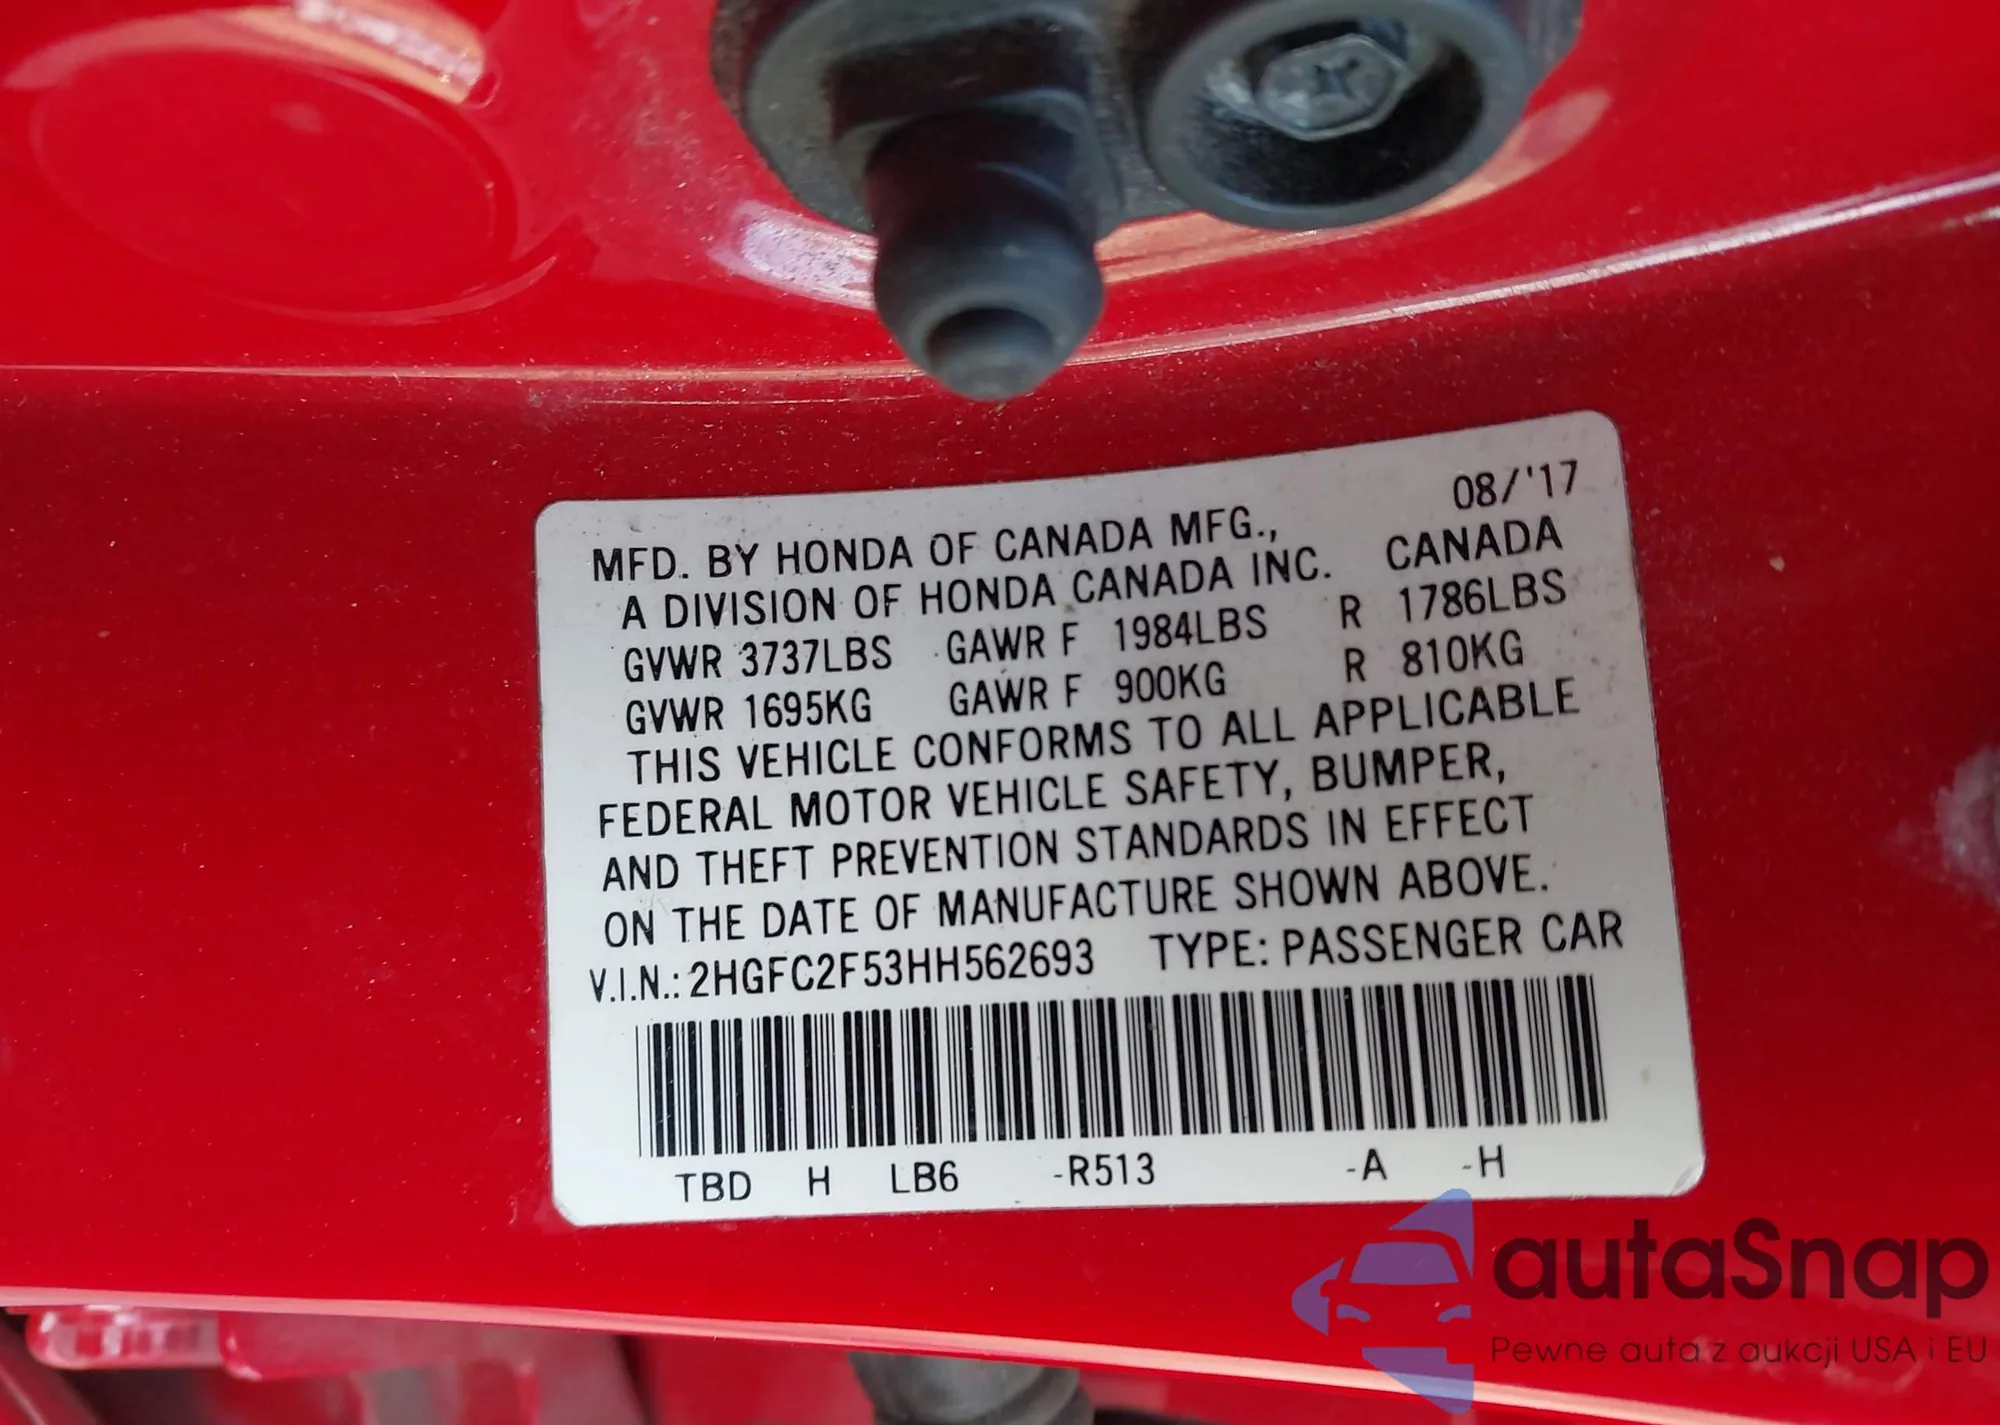 08/'17
MFD. BY HONDA OF CANADA MFG.,
A DIVISION OF HONDA CANADA INC. CANADA
GVWR 3737LBS GAWR F 1984LBS R 1786LBS
GVWR 1695KG GAWR F 900KG R 810KG
THIS VEHICLE CONFORMS TO ALL APPLICABLE
FEDERAL MOTOR VEHICLE SAFETY, BUMPER,
AND THEFT PREVENTION STANDARDS IN EFFECT
ON THE DATE OF MANUFACTURE SHOWN ABOVE.
V.I.N.: 2HGFC2F53HH562693 TYPE: PASSENGER CAR
TBD H LB6 -R513 -A -H
autaSnap
Pewne auta z aukcji USA i EU